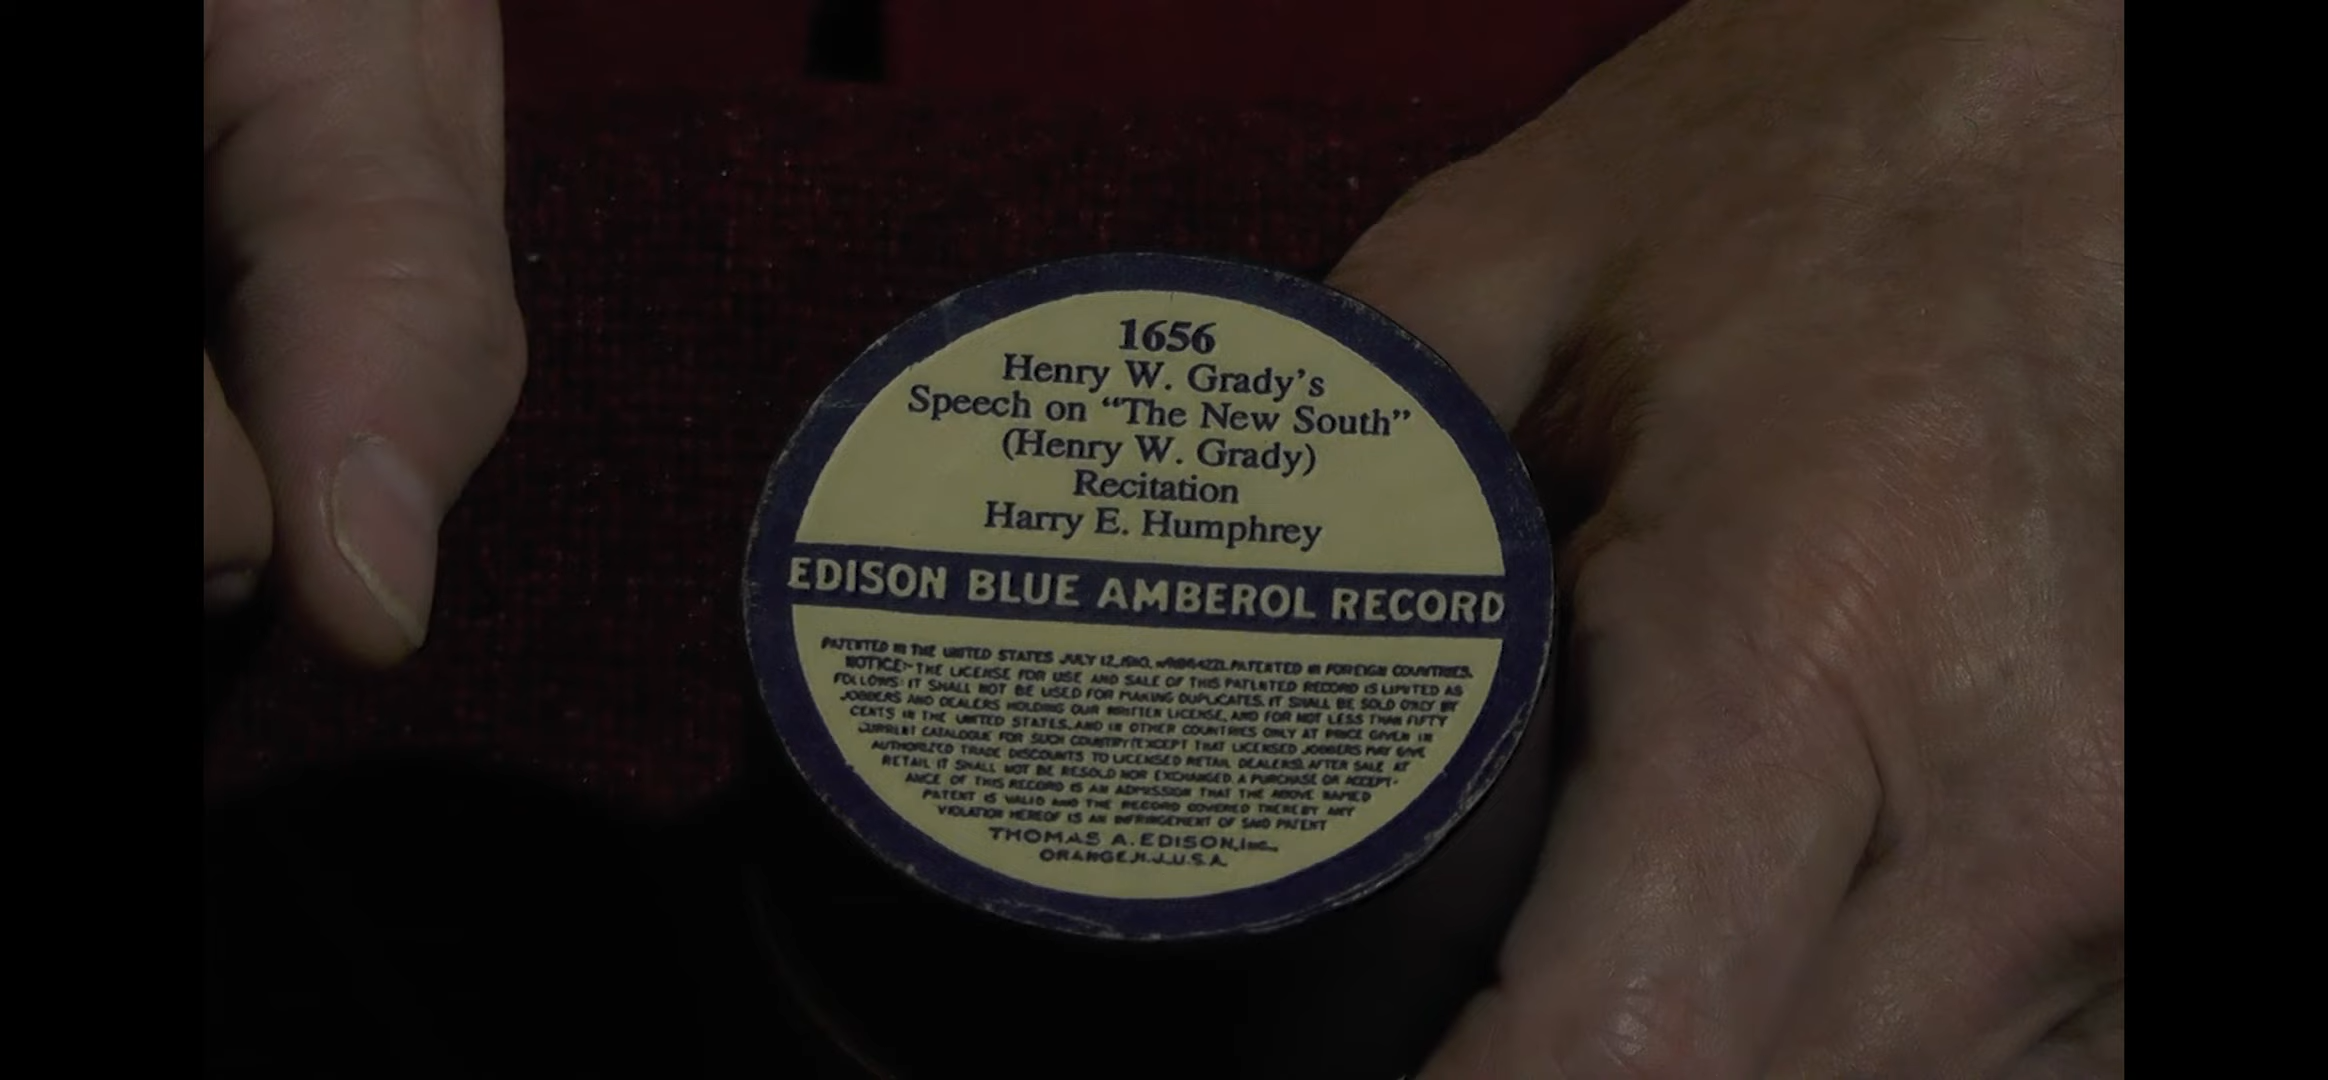 1656
Henry W. Grady's
Speech on “The New South”
(Henry W. Grady)
Recitation
Harry E. Humphrey
EDISON BLUE AMBEROL RECORD
PATENTED IN THE UNITED STATES JULY 12, 1910, PATENTED IN FOREIGN COUNTRIES.
NOTICE:-THE LICENSE FOR USE AND SALE OF THIS PATENTED RECORD IS LIMITED AS
FOLLOWS: IT SHALL NOT BE USED FOR MAKING DUPLICATES. IT SHALL BE SOLD ONLY BY
JOBBERS AND DEALERS HOLDING OUR WRITTEN LICENSE, AND FOR NOT LESS THAN FIFTY
CENTS IN THE UNITED STATES, AND IN OTHER COUNTRIES ONLY AT PRICE GIVEN IN
CURRENT CATALOGUE FOR SUCH COUNTRY (EXCEPT THAT LICENSED JOBBERS MAY GIVE
AUTHORIZED TRADE DISCOUNTS TO LICENSED RETAIL DEALERS). AFTER SALE AT
RETAIL IT SHALL NOT BE RESOLD NOR EXCHANGED. A PURCHASE OR ACCEPT-
ANCE OF THIS RECORD IS AN ADMISSION THAT THE ABOVE NAMED
PATENT IS VALID AND THE RECORD COVERED THEREBY ANY
VIOLATION HEREOF IS AN INFRINGEMENT OF SAID PATENT
THOMAS A. EDISON, INC.,
ORANGE, N.J., U.S.A.